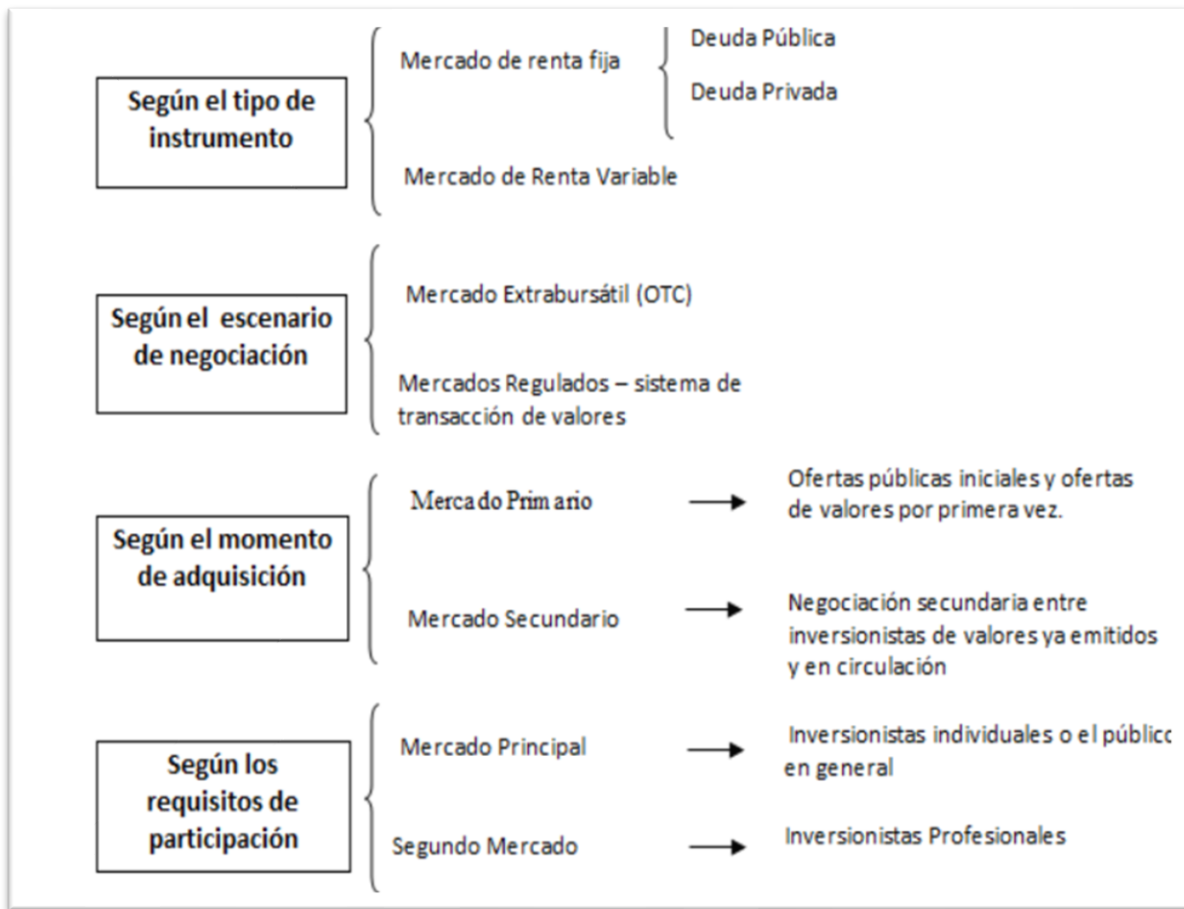 Según el tipo de
instrumento
Mercado de renta fija
Deuda Pública
Deuda Privada
Mercado de Renta Variable
Según el escenario
de negociación
Mercado Extrabursátil (OTC)
Mercados Regulados – sistema de
transacción de valores
Según el momento
de adquisición
Mercado Primario
Ofertas públicas iniciales y ofertas
de valores por primera vez.
Mercado Secundario
Negociación secundaria entre
inversionistas de valores ya emitidos
y en circulación
Según los
requisitos de
participación
Mercado Principal
Inversionistas individuales o el público
en general
Segundo Mercado
Inversionistas Profesionales